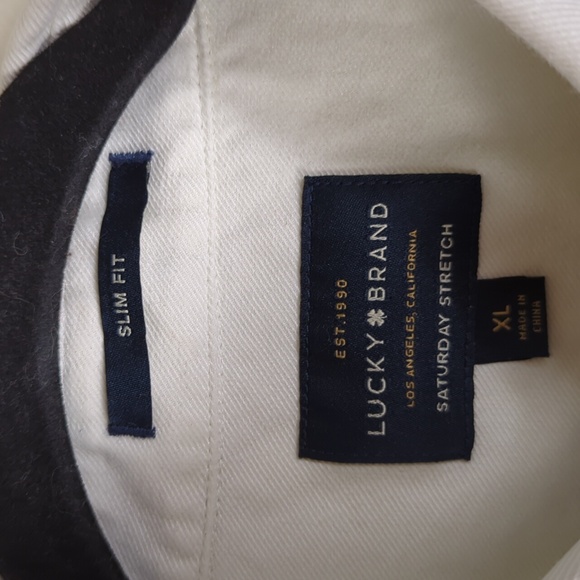 SLIM FIT
EST.1990
LUCKY BRAND
LOS ANGELES, CALIFORNIA
SATURDAY STRETCH
XL
MADE IN
CHINA